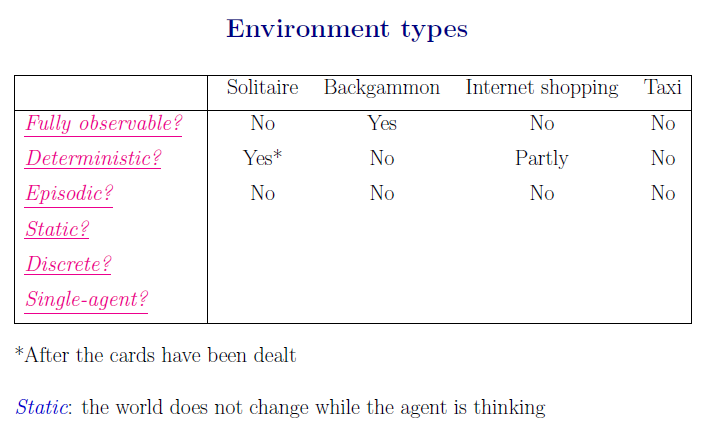 Environment types
Solitaire Backgammon Internet shopping Taxi
Fully observable? No Yes No No
Deterministic? Yes* No Partly No
Episodic? No No No No
Static?
Discrete?
Single-agent?
*After the cards have been dealt
Static: the world does not change while the agent is thinking